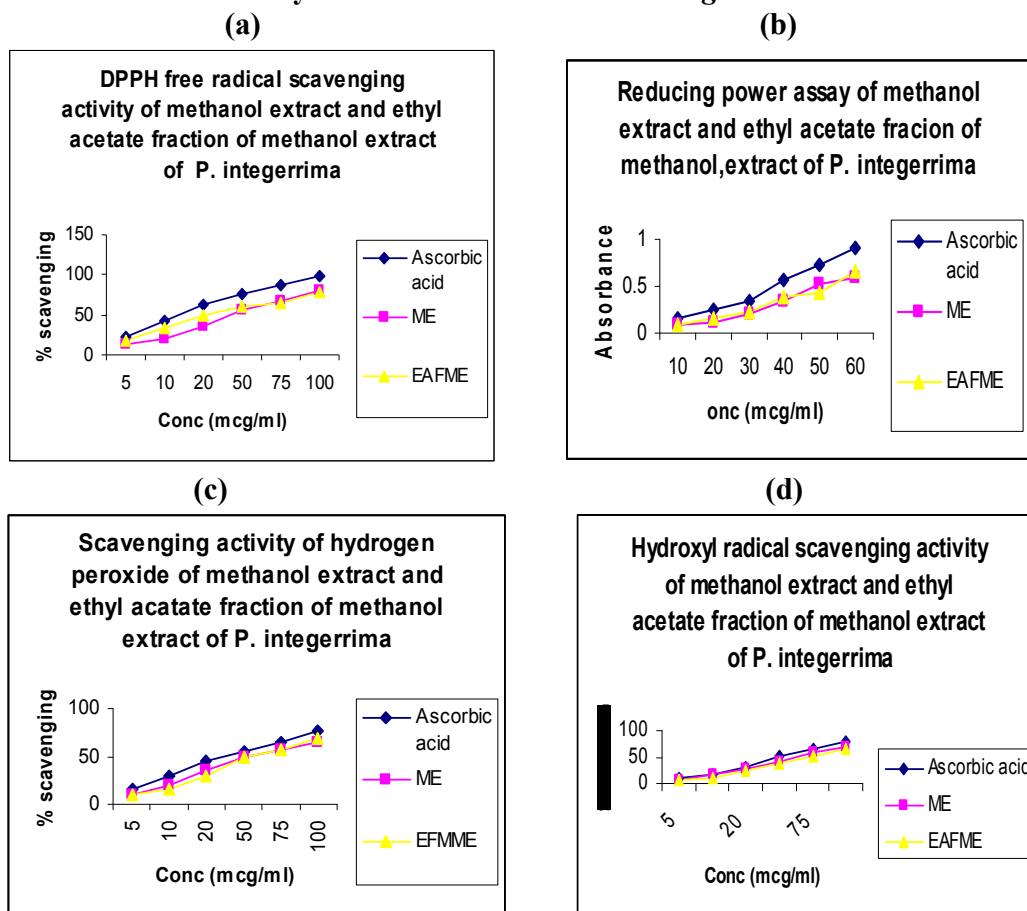 (a)
DPPH free radical scavenging
activity of methanol extract and ethyl
acetate fraction of methanol extract
of P. integerrima
150
100
50
0
% scavenging
5 10 20 50 75 100
Conc (mcg/ml)
Ascorbic
acid
ME
EAFME
(b)
Reducing power assay of methanol
extract and ethyl acetate fracion of
methanol,extract of P. integerrima
1
0.5
0
Absorbance
10 20 30 40 50 60
onc (mcg/ml)
Ascorbic
acid
ME
EAFME
(c)
Scavenging activity of hydrogen
peroxide of methanol extract and
ethyl acatate fraction of methanol
extract of P. integerrima
100
50
0
% scavenging
5 10 20 50 75 100
Conc (mcg/ml)
Ascorbic
acid
ME
EFMME
(d)
Hydroxyl radical scavenging activity
of methanol extract and ethyl
acetate fraction of methanol extract
of P. integerrima
100
50
0
5 20 75
Conc (mcg/ml)
Ascorbic acid
ME
EAFME